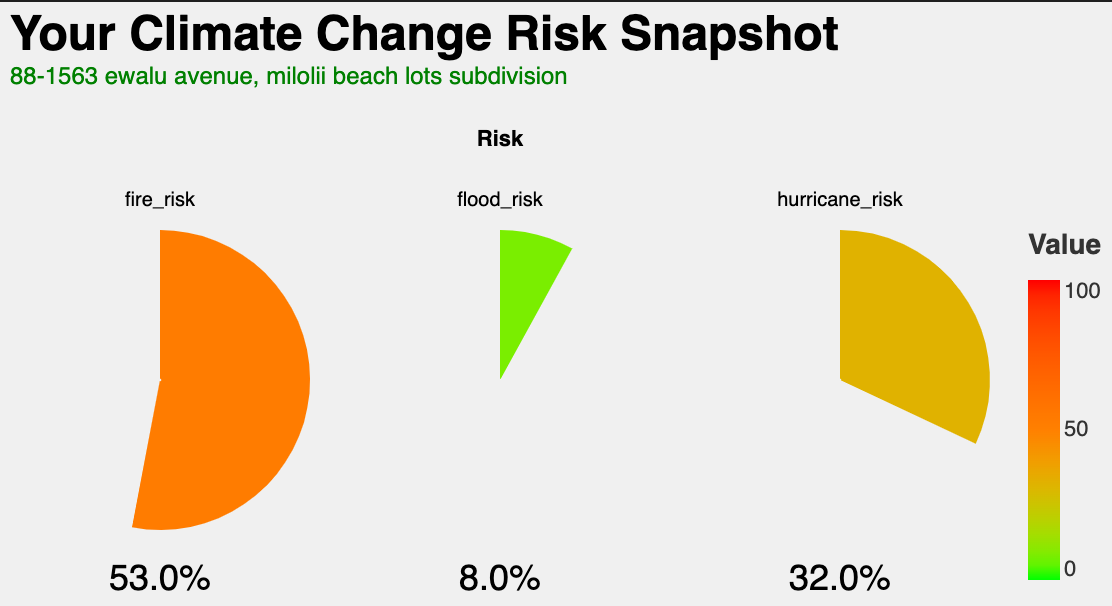 Your Climate Change Risk Snapshot
88-1563 ewalu avenue, milolii beach lots subdivision
Risk
fire_risk
flood_risk
hurricane_risk
Value
100
50
0
53.0%
8.0%
32.0%